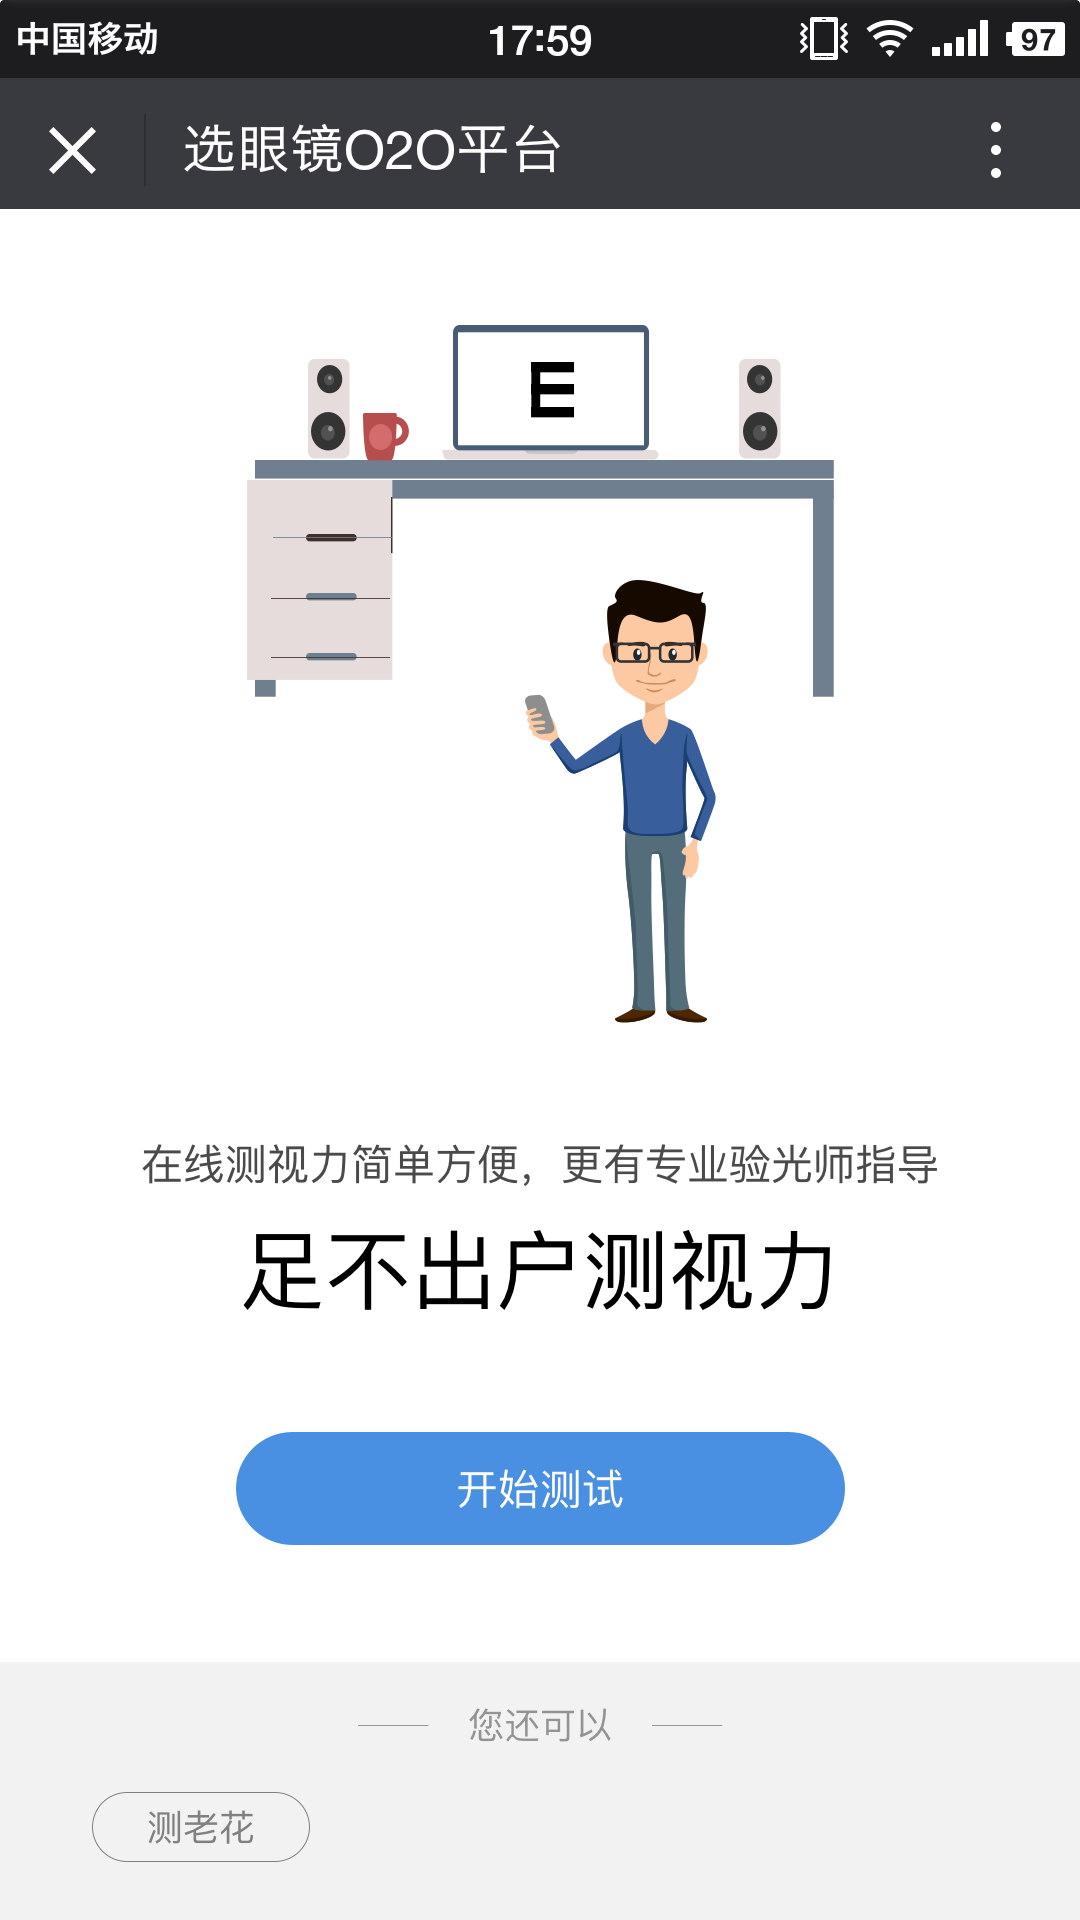 中国移动 17:59 97
选眼镜O2O平台
E
在线测视力简单方便，更有专业验光师指导
足不出户测视力
开始测试
您还可以
测老花